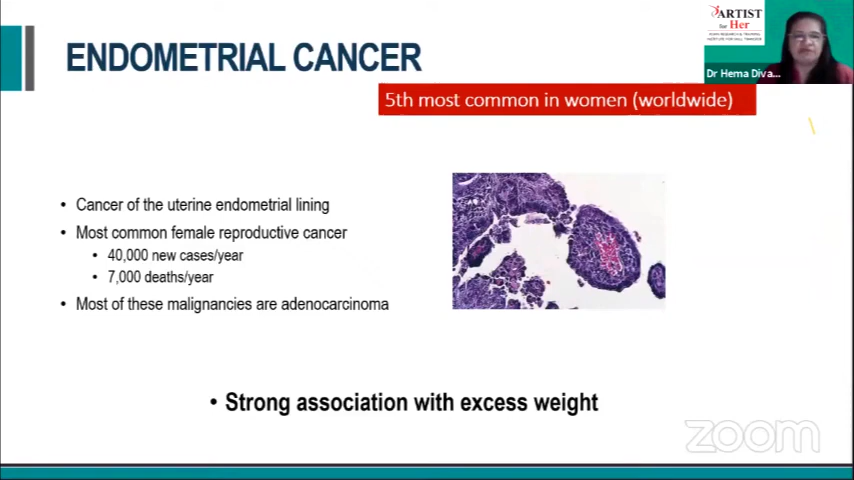 ENDOMETRIAL CANCER
5th most common in women (worldwide)
ARTIST
for Her
Dr Hema Diva...
• Cancer of the uterine endometrial lining
• Most common female reproductive cancer
• 40,000 new cases/year
• 7,000 deaths/year
• Most of these malignancies are adenocarcinoma
• Strong association with excess weight
zoom